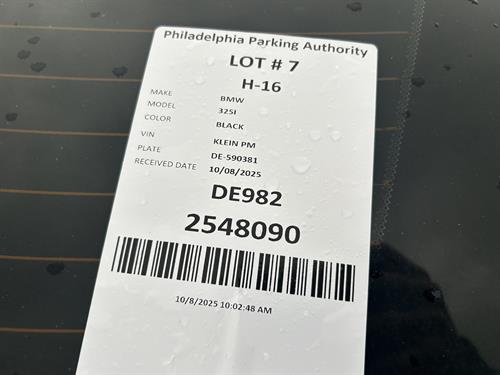 Philadelphia Parking Authority
LOT # 7
H-16
MAKE BMW
MODEL 325I
COLOR BLACK
VIN KLEIN PM
PLATE DE-590381
RECEIVED DATE 10/08/2025
DE982
2548090
10/8/2025 10:02:48 AM